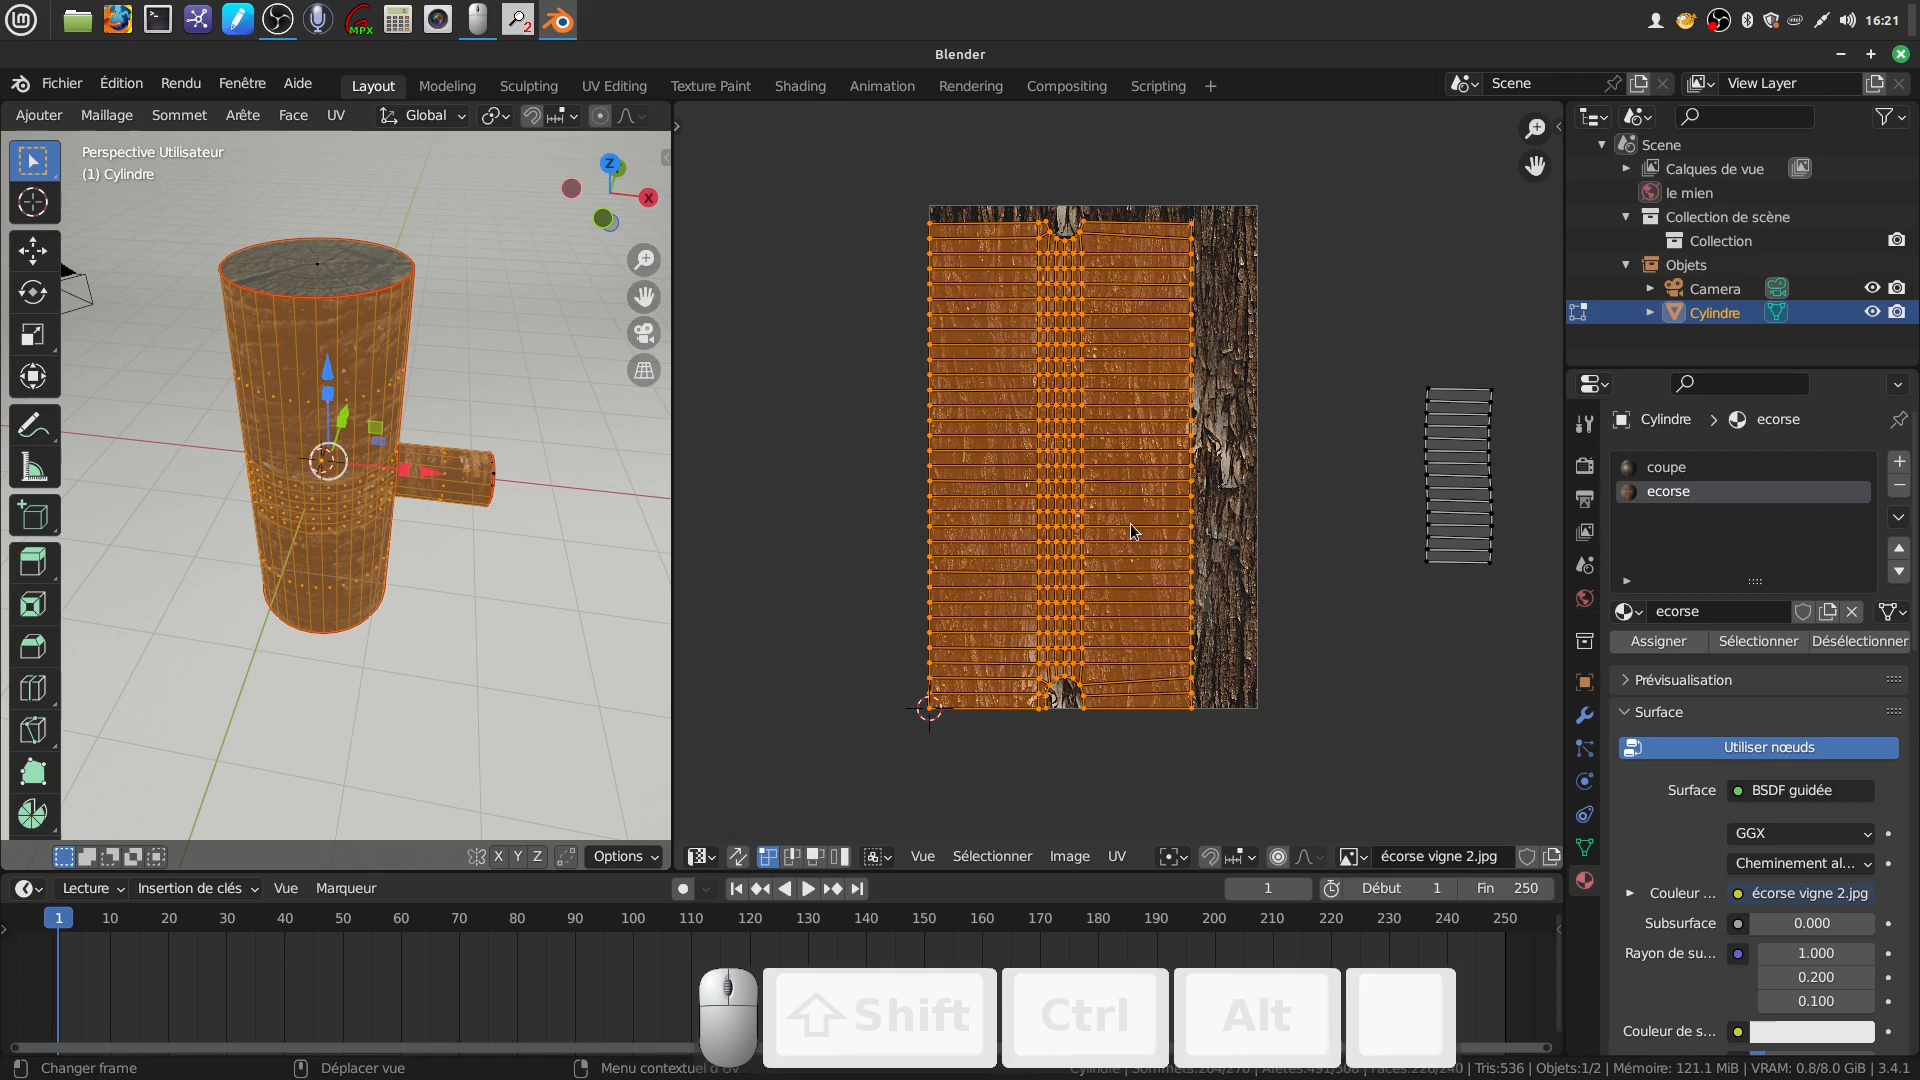 MPX
2
16:21
Blender
Fichier Édition Rendu Fenêtre Aide
Layout Modeling Sculpting UV Editing Texture Paint Shading Animation Rendering Compositing Scripting +
Scene View Layer
Ajouter Maillage Sommet Arête Face UV Global
Perspective Utilisateur
(1) Cylindre
Z
X
Scene
Calques de vue
le mien
Collection de scène
Collection
Objets
Camera
Cylindre
Cylindre ecorse
coupe
ecorse
ecorse
Assigner Sélectionner Désélectionner
Prévisualisation
Surface
Utiliser nœuds
Surface BSDF guidée
GGX
Cheminement al...
Couleur ... écorse vigne 2.jpg
Subsurface 0.000
Rayon de su... 1.000
0.200
0.100
Couleur de s...
X Y Z Options
Vue Sélectionner Image UV écorse vigne 2.jpg
Lecture Insertion de clés Vue Marqueur
1 Début 1 Fin 250
1 10 20 30 40 50 60 70 80 90 100 110 120 130 140 150 160 170 180 190 200 210 220 230 240 250
Shift Ctrl Alt
Changer frame Déplacer vue Menu contextuel
Tris:536 | Objets:1/2 | Mémoire: 121.1 MiB | VRAM: 0.8/8.0 GiB | 3.4.1